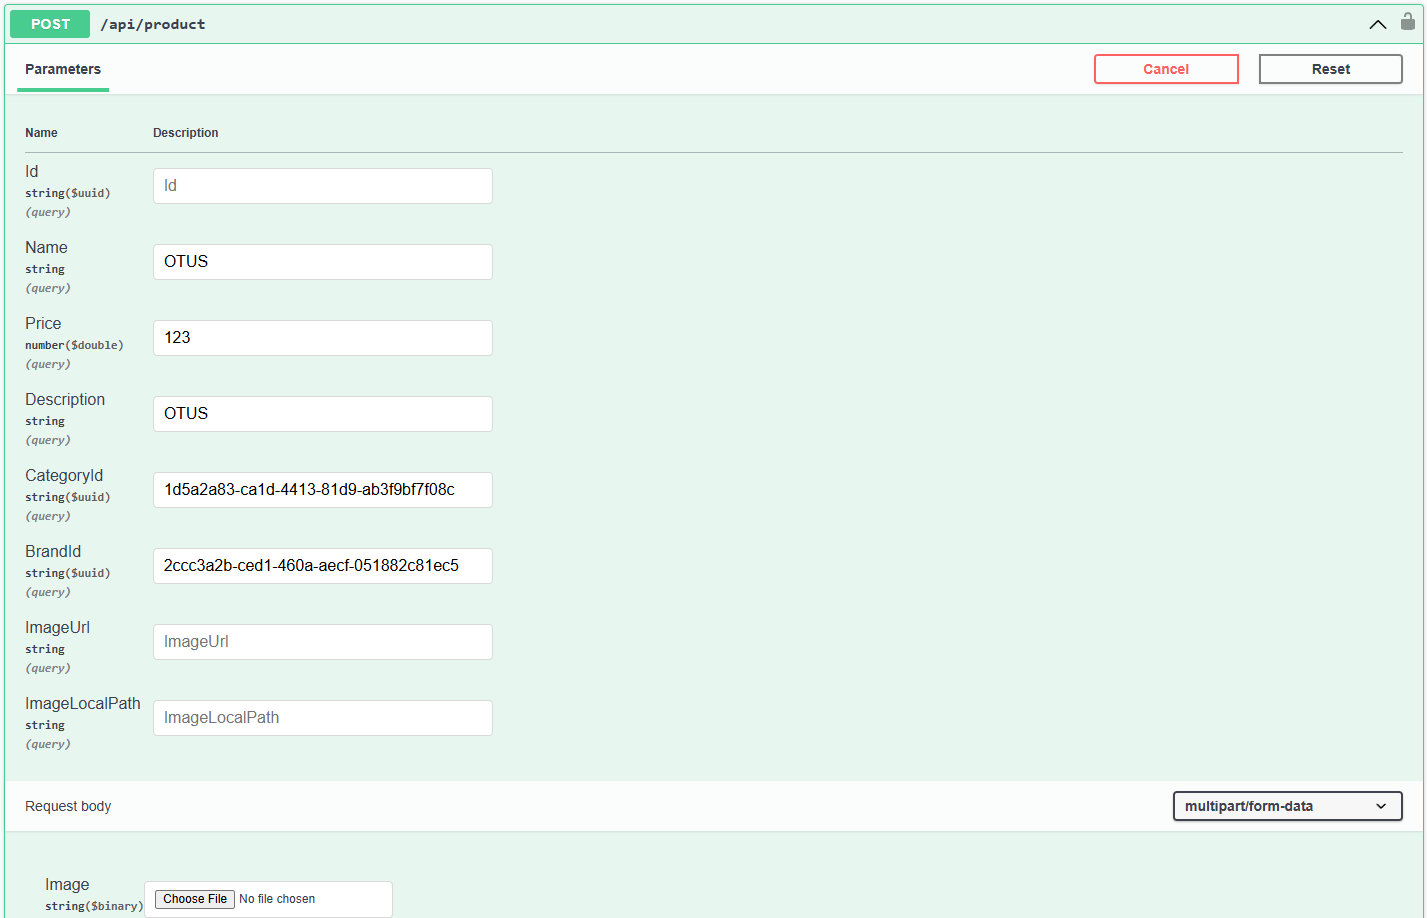 POST /api/product
Parameters
Cancel
Reset
Name Description
Id
string($uuid)
(query)
Id
Name
string
(query)
OTUS
Price
number($double)
(query)
123
Description
string
(query)
OTUS
CategoryId
string($uuid)
(query)
1d5a2a83-ca1d-4413-81d9-ab3f9bf7f08c
BrandId
string($uuid)
(query)
2ccc3a2b-ced1-460a-aecf-051882c81ec5
ImageUrl
string
(query)
ImageUrl
ImageLocalPath
string
(query)
ImageLocalPath
Request body
multipart/form-data
Image
string($binary)
Choose File No file chosen